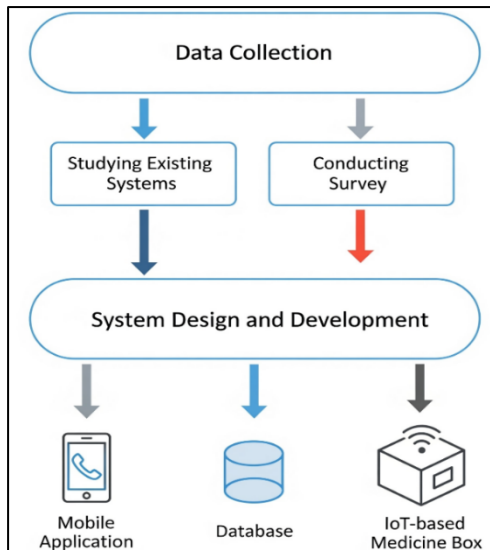 Data Collection
Studying Existing
Systems
Conducting
Survey
System Design and Development
Mobile
Application
Database
IoT-based
Medicine Box